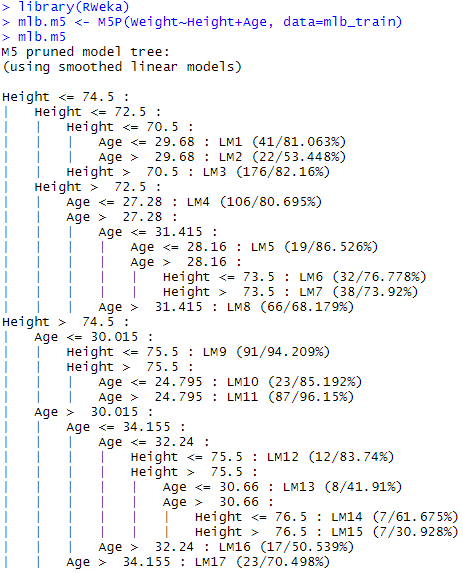 > library(RWeka)
> mlb.m5 <- M5P(Weight~Height+Age, data=mlb_train)
> mlb.m5
M5 pruned model tree:
(using smoothed linear models)

Height <= 74.5 :
|   Height <= 72.5 :
|   |   Height <= 70.5 :
|   |   |   Age <= 29.68 : LM1 (41/81.063%)
|   |   |   Age >  29.68 : LM2 (22/53.448%)
|   |   Height >  70.5 : LM3 (176/82.16%)
|   Height >  72.5 :
|   |   Age <= 27.28 : LM4 (106/80.695%)
|   |   Age >  27.28 :
|   |   |   Age <= 31.415 :
|   |   |   |   Age <= 28.16 : LM5 (19/86.526%)
|   |   |   |   Age >  28.16 :
|   |   |   |   |   Height <= 73.5 : LM6 (32/76.778%)
|   |   |   |   |   Height >  73.5 : LM7 (38/73.92%)
|   |   |   Age >  31.415 : LM8 (66/68.179%)
Height >  74.5 :
|   Age <= 30.015 :
|   |   Height <= 75.5 : LM9 (91/94.209%)
|   |   Height >  75.5 :
|   |   |   Age <= 24.795 : LM10 (23/85.192%)
|   |   |   Age >  24.795 : LM11 (87/96.15%)
|   Age >  30.015 :
|   |   Age <= 34.155 :
|   |   |   Age <= 32.24 :
|   |   |   |   Height <= 75.5 : LM12 (12/83.74%)
|   |   |   |   Height >  75.5 :
|   |   |   |   |   Age <= 30.66 : LM13 (8/41.91%)
|   |   |   |   |   Age >  30.66 :
|   |   |   |   |   |   Height <= 76.5 : LM14 (7/61.675%)
|   |   |   |   |   |   Height >  76.5 : LM15 (7/30.928%)
|   |   |   Age >  32.24 : LM16 (17/50.539%)
|   |   Age >  34.155 : LM17 (23/70.498%)